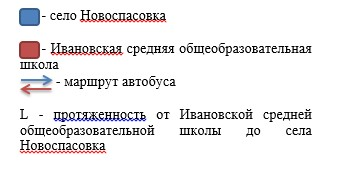 - село Новоспасовка
- Ивановская средняя общеобразовательная
школа
- маршрут автобуса
L - протяженность от Ивановской средней
общеобразовательной школы до села
Новоспасовка